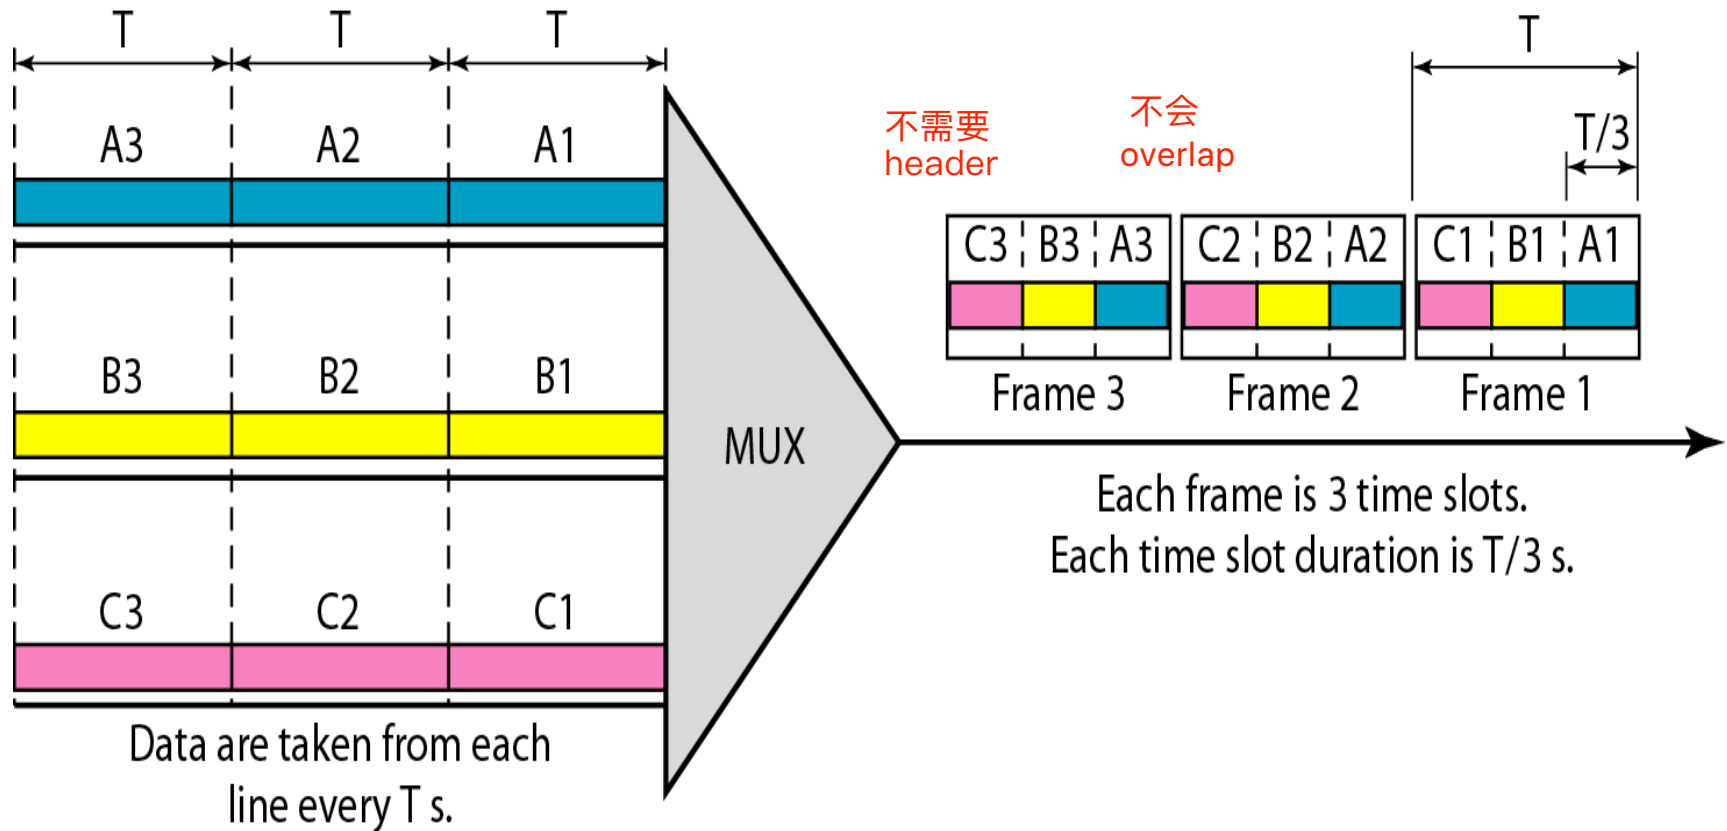 T T T
A3 A2 A1
B3 B2 B1
C3 C2 C1
Data are taken from each
line every T s.
MUX
不需要
header
不会
overlap
T
T/3
C3 B3 A3
Frame 3
C2 B2 A2
Frame 2
C1 B1 A1
Frame 1
Each frame is 3 time slots.
Each time slot duration is T/3 s.